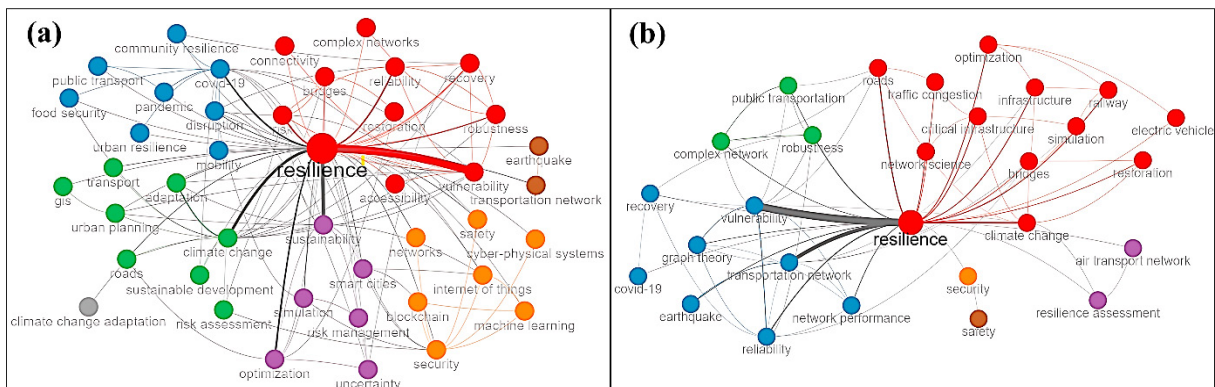 (a)
community resilience
complex networks
connectivity
public transport
covid-19
bridges
reliability
recovery
food security
pandemic
disruption
risk
restoration
robustness
urban resilience
mobility
resilience
earthquake
transport
adaptation
accessibility
vulnerability
transportation network
gis
urban planning
sustainability
safety
climate change
networks
cyber-physical systems
roads
sustainable development
smart cities
internet of things
simulation
blockchain
climate change adaptation
risk assessment
risk management
machine learning
optimization
uncertainty
security
(b)
optimization
roads
public transportation
traffic congestion
infrastructure
railway
critical infrastructure
electric vehicle
complex network
robustness
simulation
network science
bridges
restoration
recovery
vulnerability
resilience
climate change
graph theory
transportation network
air transport network
covid-19
security
earthquake
network performance
resilience assessment
safety
reliability